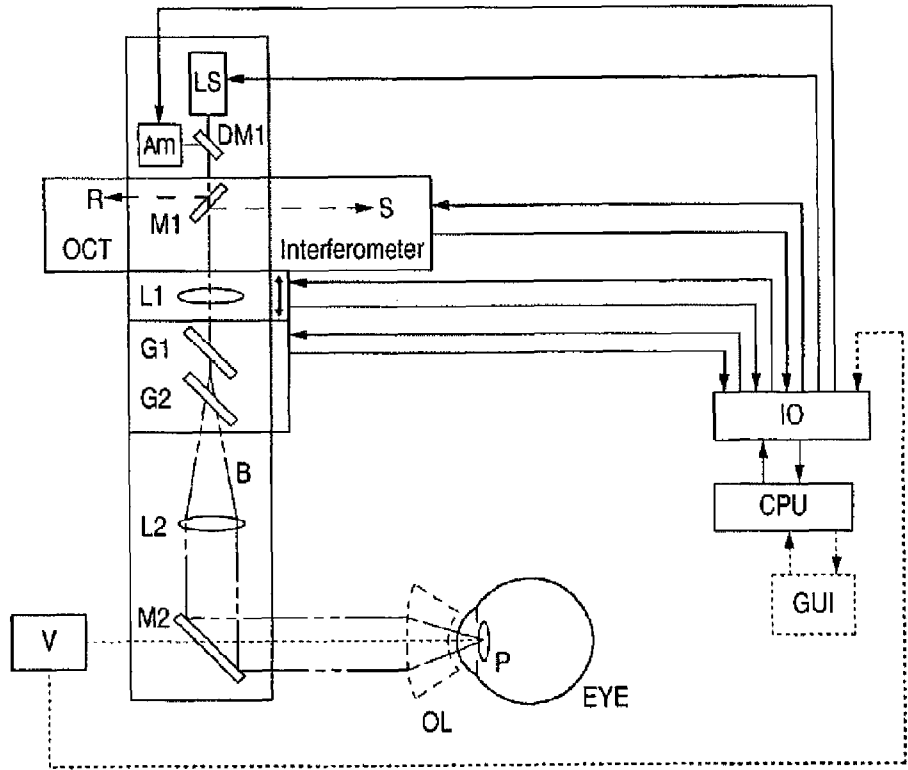 LS
DM1
Am
R
M1
S
OCT
Interferometer
L1
G1
G2
IO
B
CPU
L2
GUI
M2
V
P
EYE
OL